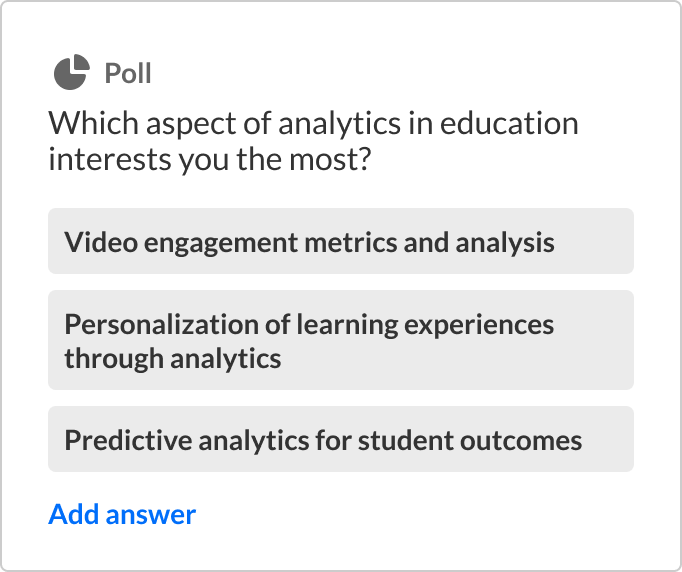 Poll
Which aspect of analytics in education
interests you the most?
Video engagement metrics and analysis
Personalization of learning experiences
through analytics
Predictive analytics for student outcomes
Add answer